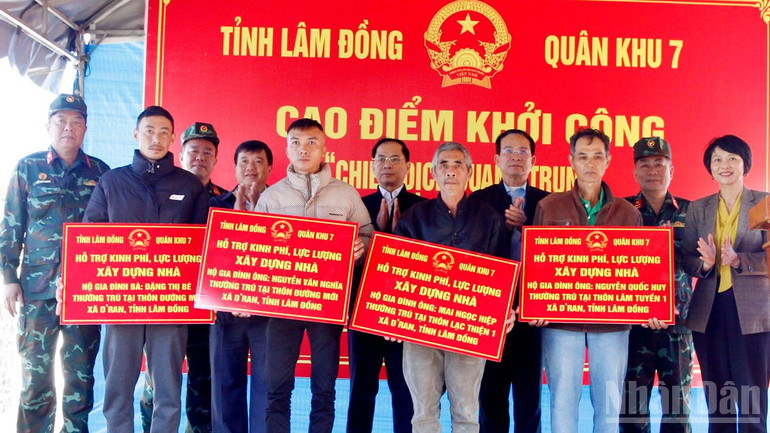 TỈNH LÂM ĐỒNG
QUÂN KHU 7
VIỆT NAM
CAO ĐIỂM KHỞI CÔNG
"CHIẾN DỊCH QUANG TRUNG
TỈNH LÂM ĐỒNG QUÂN KHU 7
HỖ TRỢ KINH PHÍ, LỰC LƯỢNG
XÂY DỰNG NHÀ
HỘ GIA ĐÌNH BÀ: ĐẶNG THỊ BÉ
THƯỜNG TRÚ TẠI THÔN ĐƯỜNG M
XÃ D'RAN, TỈNH LÂM ĐỒNG
TỈNH LÂM ĐỒNG QUÂN KHU 7
HỖ TRỢ KINH PHÍ, LỰC LƯỢNG
XÂY DỰNG NHÀ
HỘ GIA ĐÌNH ÔNG: NGUYỄN VĂN NGHĨA
THƯỜNG TRÚ TẠI THÔN ĐƯỜNG MỚI
XÃ D'RAN, TỈNH LÂM ĐỒNG
TỈNH LÂM ĐỒNG QUÂN KHU 7
HỖ TRỢ KINH PHÍ, LỰC LƯỢNG
XÂY DỰNG NHÀ
HỘ GIA ĐÌNH ÔNG: MAI NGỌC HIỆP
THƯỜNG TRÚ TẠI THÔN LẠC THIỆN 1
XÃ D'RAN, TỈNH LÂM ĐỒNG
TỈNH LÂM ĐỒNG QUÂN KHU 7
HỖ TRỢ KINH PHÍ, LỰC LƯỢNG
XÂY DỰNG NHÀ
HỘ GIA ĐÌNH ÔNG: NGUYỄN QUỐC HUY
THƯỜNG TRÚ TẠI THÔN LÂM TUYỀN 1
XÃ D'RAN, TỈNH LÂM ĐỒNG
NhânDân